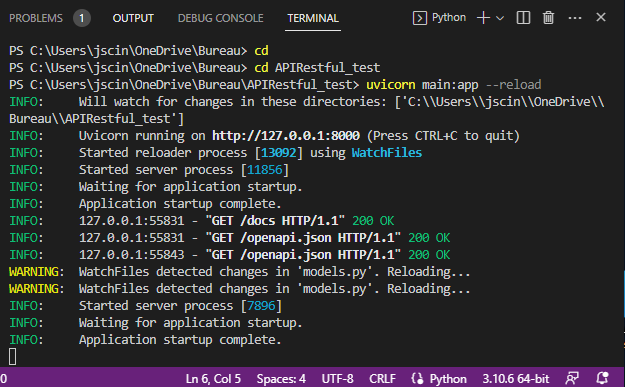 PROBLEMS 1 OUTPUT DEBUG CONSOLE TERMINAL Python
PS C:\Users\jscin\OneDrive\Bureau> cd
PS C:\Users\jscin\OneDrive\Bureau> cd APIRestful_test
PS C:\Users\jscin\OneDrive\Bureau\APIRestful_test> uvicorn main:app --reload
INFO: Will watch for changes in these directories: ['C:\\Users\\jscin\\OneDrive\\
Bureau\\APIRestful_test']
INFO: Uvicorn running on http://127.0.0.1:8000 (Press CTRL+C to quit)
INFO: Started reloader process [13092] using WatchFiles
INFO: Started server process [11856]
INFO: Waiting for application startup.
INFO: Application startup complete.
INFO: 127.0.0.1:55831 - "GET /docs HTTP/1.1" 200 OK
INFO: 127.0.0.1:55831 - "GET /openapi.json HTTP/1.1" 200 OK
INFO: 127.0.0.1:55843 - "GET /openapi.json HTTP/1.1" 200 OK
WARNING: WatchFiles detected changes in 'models.py'. Reloading...
WARNING: WatchFiles detected changes in 'models.py'. Reloading...
INFO: Started server process [7896]
INFO: Waiting for application startup.
INFO: Application startup complete.
0 Ln 6, Col 5 Spaces: 4 UTF-8 CRLF Python 3.10.6 64-bit